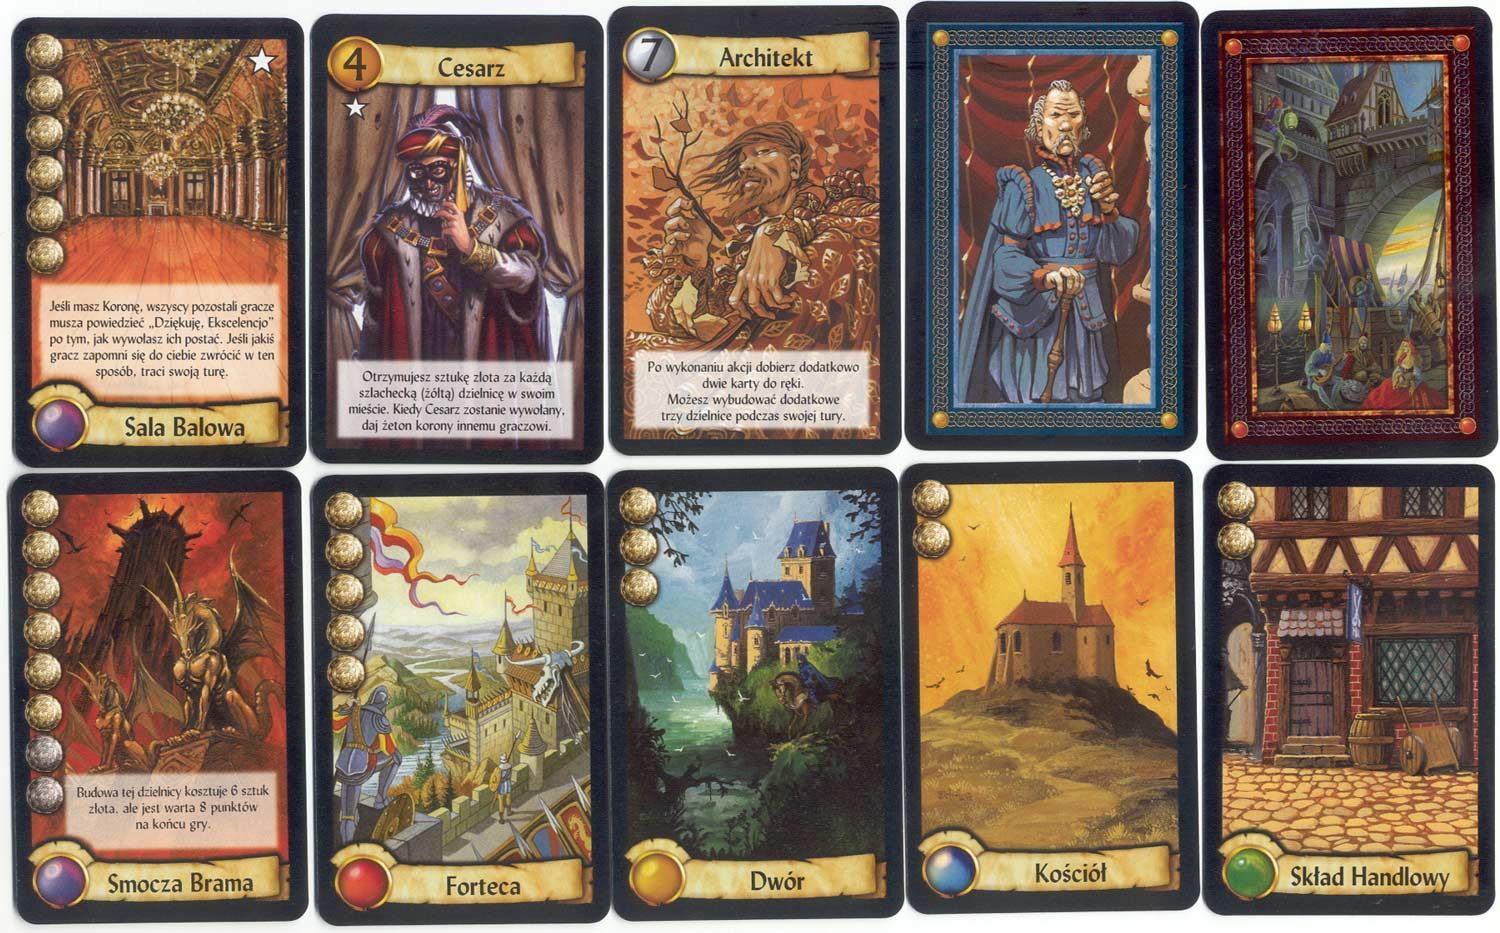 Jeśli masz Koronę, wszyscy pozostali gracze
musza powiedzieć „Dziękuję, Ekscelencjo”
po tym, jak wywołasz ich postać. Jeśli jakiś
gracz zapomni się do ciebie zwrócić w ten
sposób, traci swoją turę.
Sala Balowa
4
Cesarz
Otrzymujesz sztukę złota za każdą
szlachecką (żółtą) dzielnicę w swoim
mieście. Kiedy Cesarz zostanie wywołany,
daj żeton korony innemu graczowi.
7
Architekt
Po wykonaniu akcji dobierz dodatkowo
dwie karty do ręki.
Możesz wybudować dodatkowe
trzy dzielnice podczas swojej tury.
Budowa tej dzielnicy kosztuje 6 sztuk
złota, ale jest warta 8 punktów
na końcu gry.
Smocza Brama
Forteca
Dwór
Kościół
Skład Handlowy